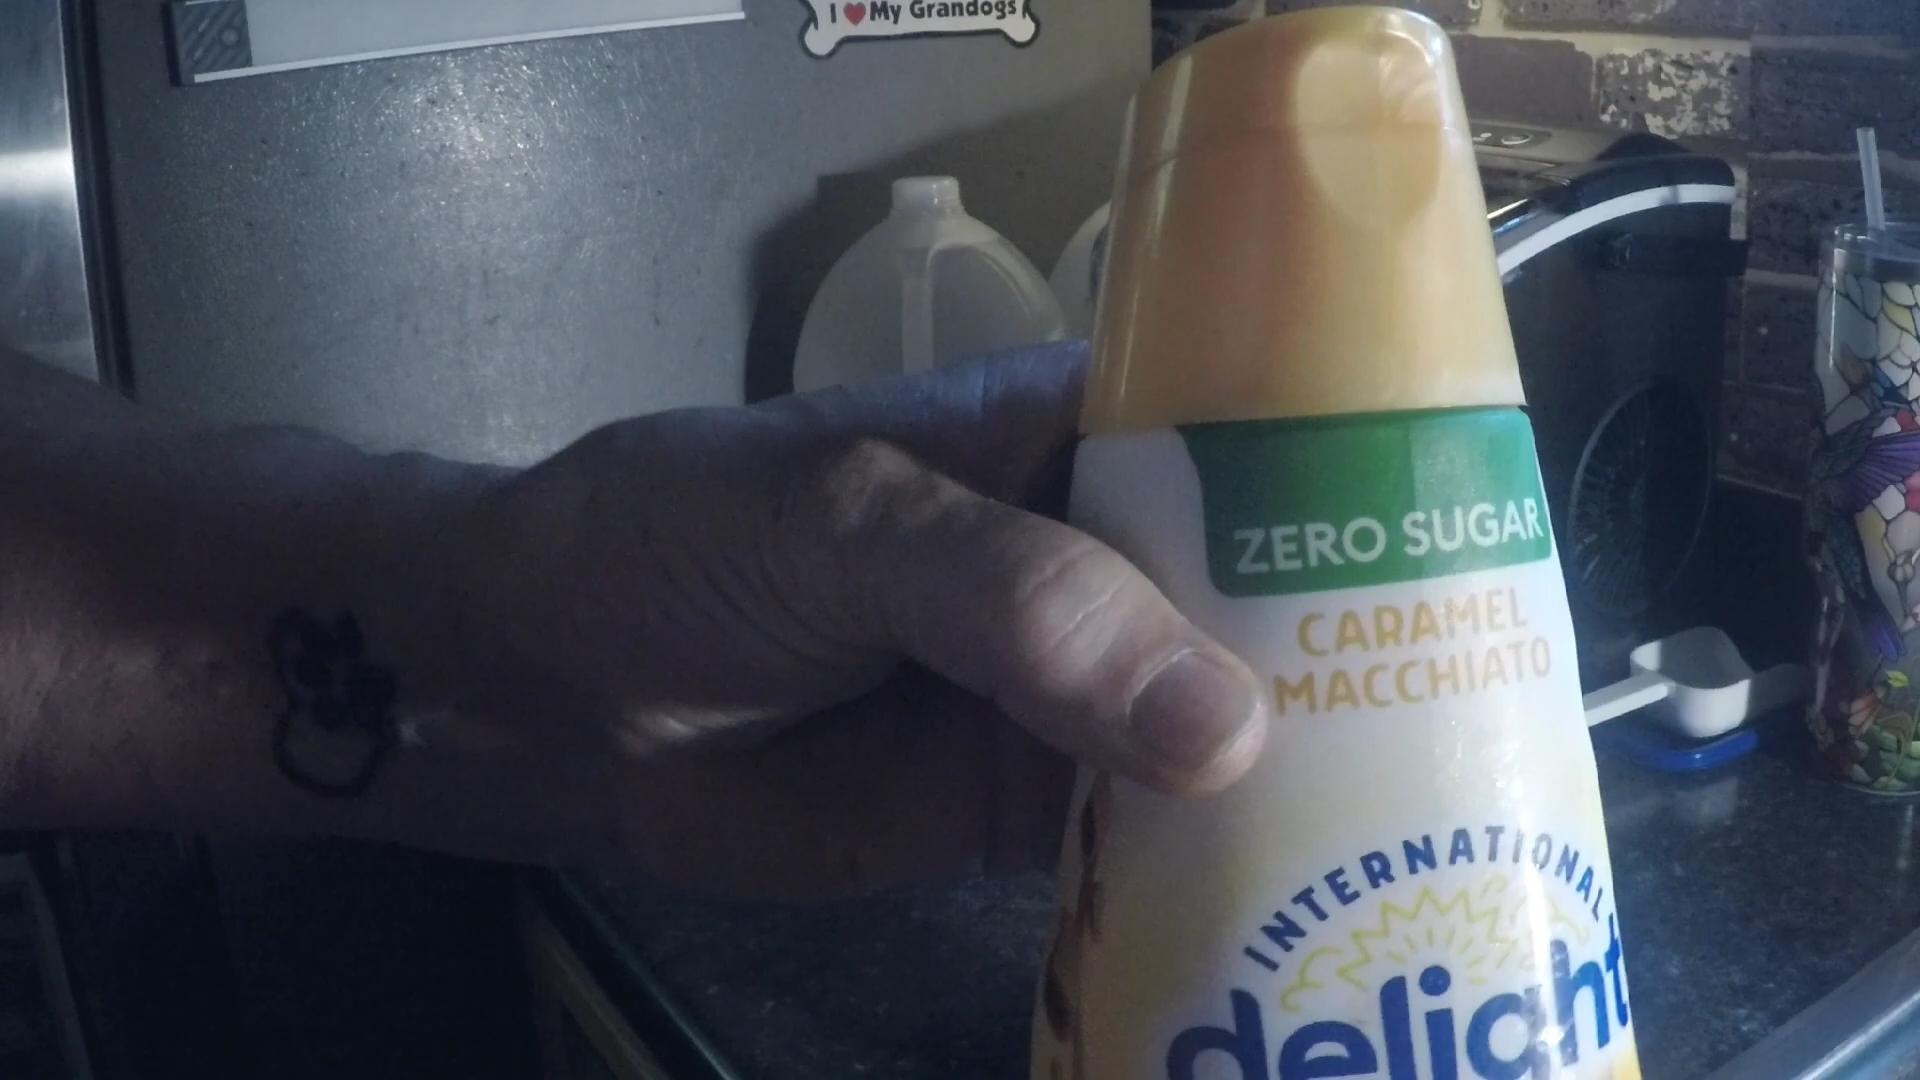 I ❤ My Grandogs
ZERO SUGAR
CARAMEL
MACCHIATO
INTERNATIONAL
delight